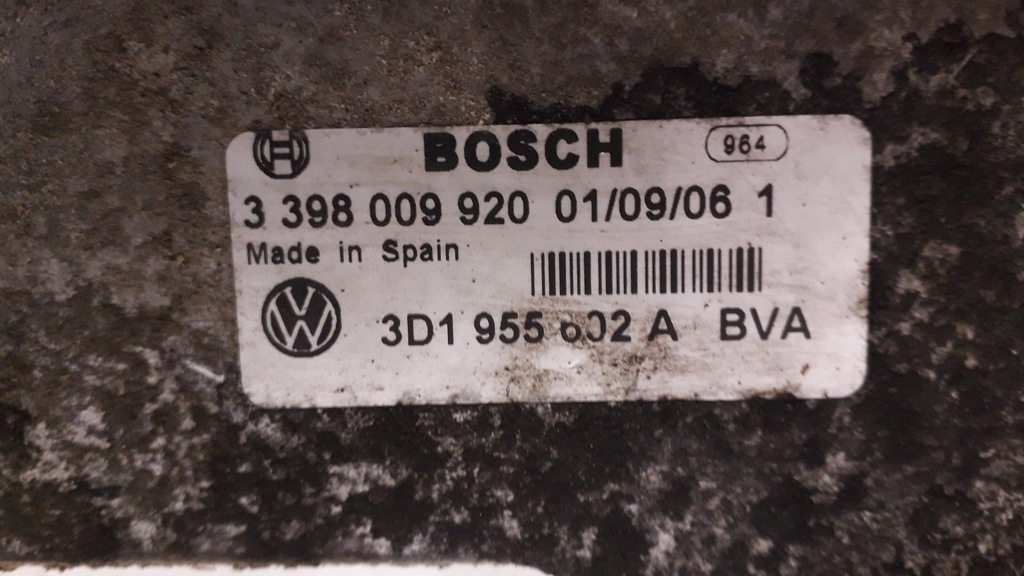 BOSCH 964
3 398 009 920 01/09/06 1
Made in Spain
3D1 955 602 A BVA